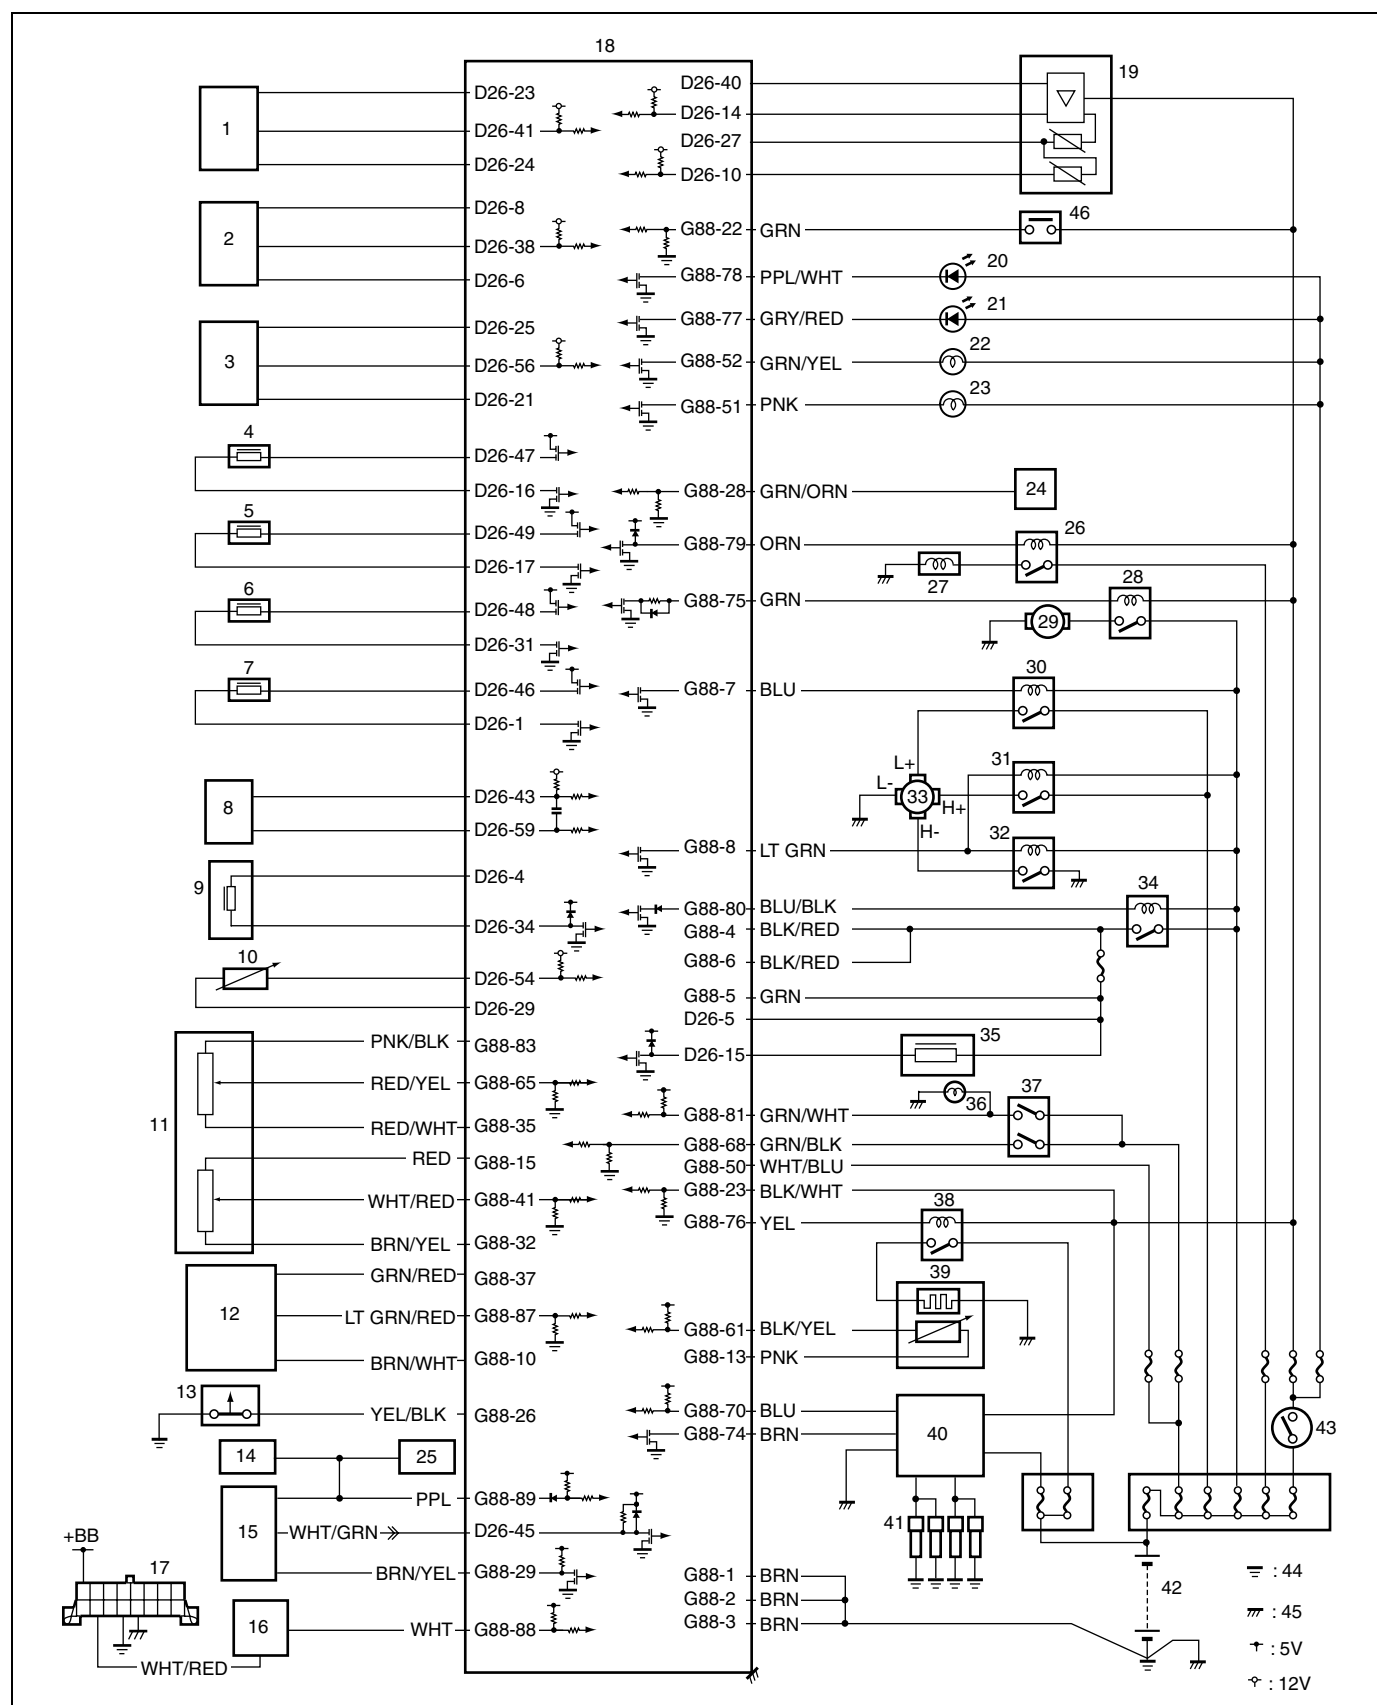 18
1
D26-23
D26-41
D26-24
D26-40
D26-14
D26-27
D26-10
19
2
D26-8
D26-38
D26-6
G88-22 GRN
46
G88-78 PPL/WHT
20
3
D26-25
D26-56
D26-21
G88-77 GRY/RED
21
G88-52 GRN/YEL
22
G88-51 PNK
23
4
D26-47
D26-16
G88-28 GRN/ORN
24
5
D26-49
D26-17
G88-79 ORN
26
27
6
D26-48
D26-31
G88-75 GRN
28
29
7
D26-46
D26-1
G88-7 BLU
30
L+
L-
33
H+
H-
31
32
8
D26-43
D26-59
G88-8 LT GRN
9
D26-4
D26-34
G88-80 BLU/BLK
34
G88-4 BLK/RED
G88-6 BLK/RED
10
D26-54
D26-29
G88-5 GRN
D26-5
D26-15
35
11
PNK/BLK G88-83
RED/YEL G88-65
RED/WHT G88-35
RED G88-15
WHT/RED G88-41
BRN/YEL G88-32
36
37
G88-81 GRN/WHT
G88-68 GRN/BLK
G88-50 WHT/BLU
G88-23 BLK/WHT
G88-76 YEL
38
12
GRN/RED G88-37
LT GRN/RED G88-87
BRN/WHT G88-10
39
G88-61 BLK/YEL
G88-13 PNK
13
YEL/BLK G88-26
G88-70 BLU
G88-74 BRN
40
43
14
25
15
PPL G88-89
WHT/GRN D26-45
BRN/YEL G88-29
41
+BB
17
16
WHT G88-88
WHT/RED
G88-1 BRN
G88-2 BRN
G88-3 BRN
42
: 44
: 45
: 5V
: 12V